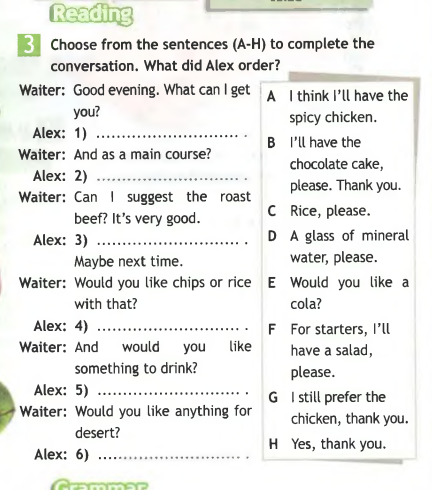 Reading
3 Choose from the sentences (A-H) to complete the
conversation. What did Alex order?
Waiter: Good evening. What can I get
you?
Alex: 1) ............................ .
Waiter: And as a main course?
Alex: 2) ............................ .
Waiter: Can I suggest the roast
beef? It's very good.
Alex: 3) ............................ .
Maybe next time.
Waiter: Would you like chips or rice
with that?
Alex: 4) ............................ .
Waiter: And would you like
something to drink?
Alex: 5) ............................ .
Waiter: Would you like anything for
desert?
Alex: 6) ............................ .
A I think I'll have the
spicy chicken.
B I'll have the
chocolate cake,
please. Thank you.
C Rice, please.
D A glass of mineral
water, please.
E Would you like a
cola?
F For starters, I'll
have a salad,
please.
G I still prefer the
chicken, thank you.
H Yes, thank you.
Grammar